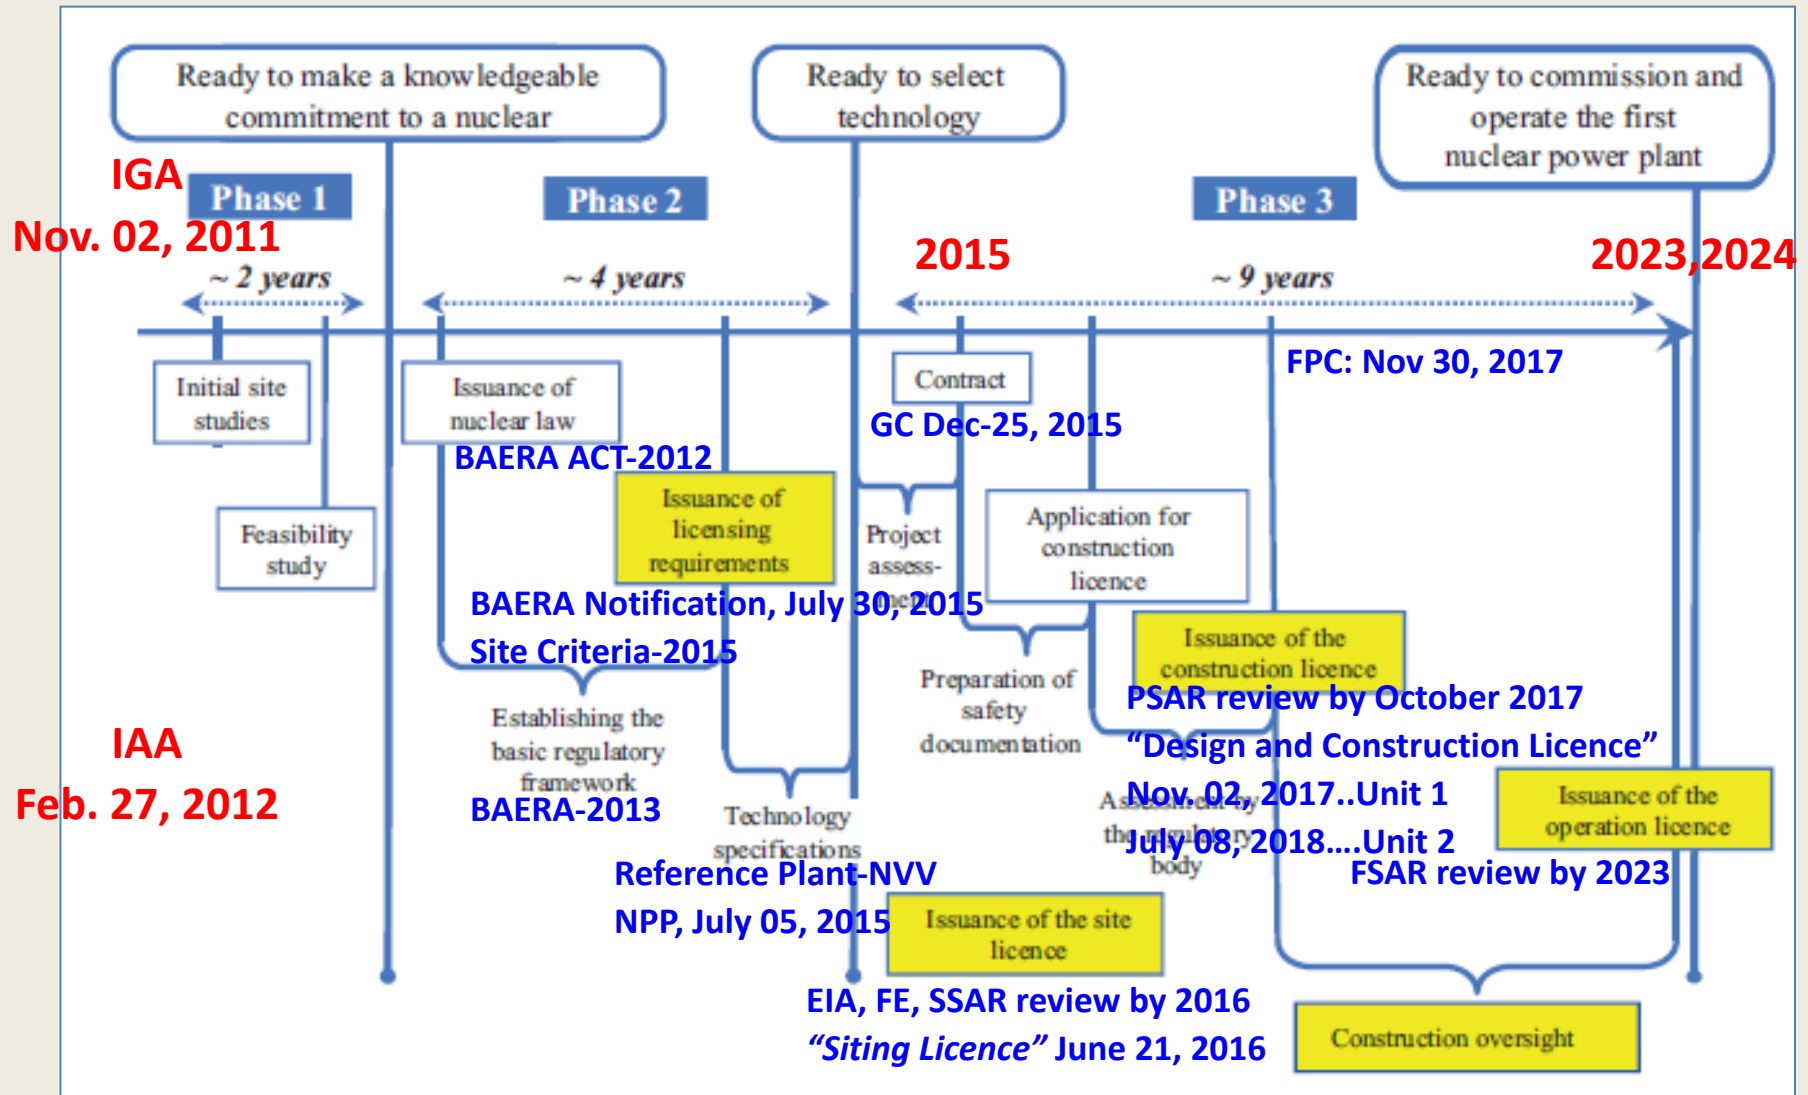 Ready to make a knowledgeable
commitment to a nuclear
Ready to select
technology
Ready to commission and
operate the first
nuclear power plant
IGA
Nov. 02, 2011
Phase 1
Phase 2
Phase 3
2015
2023,2024
~ 2 years
~ 4 years
~ 9 years
Initial site
studies
Feasibility
study
Issuance of
nuclear law
BAERA ACT-2012
Issuance of
licensing
requirements
BAERA Notification, July 30, 2015
Site Criteria-2015
Establishing the
basic regulatory
framework
BAERA-2013
Technology
specifications
Reference Plant-NVV
NPP, July 05, 2015
Contract
GC Dec-25, 2015
Project
assess-
ment
Application for
construction
licence
FPC: Nov 30, 2017
Preparation of
safety
documentation
Issuance of the
construction licence
PSAR review by October 2017
“Design and Construction Licence”
Nov. 02, 2017..Unit 1
July 08, 2018....Unit 2
Assessment by
the regulatory
body
FSAR review by 2023
Issuance of the
operation licence
Issuance of the site
licence
EIA, FE, SSAR review by 2016
“Siting Licence” June 21, 2016
Construction oversight
IAA
Feb. 27, 2012